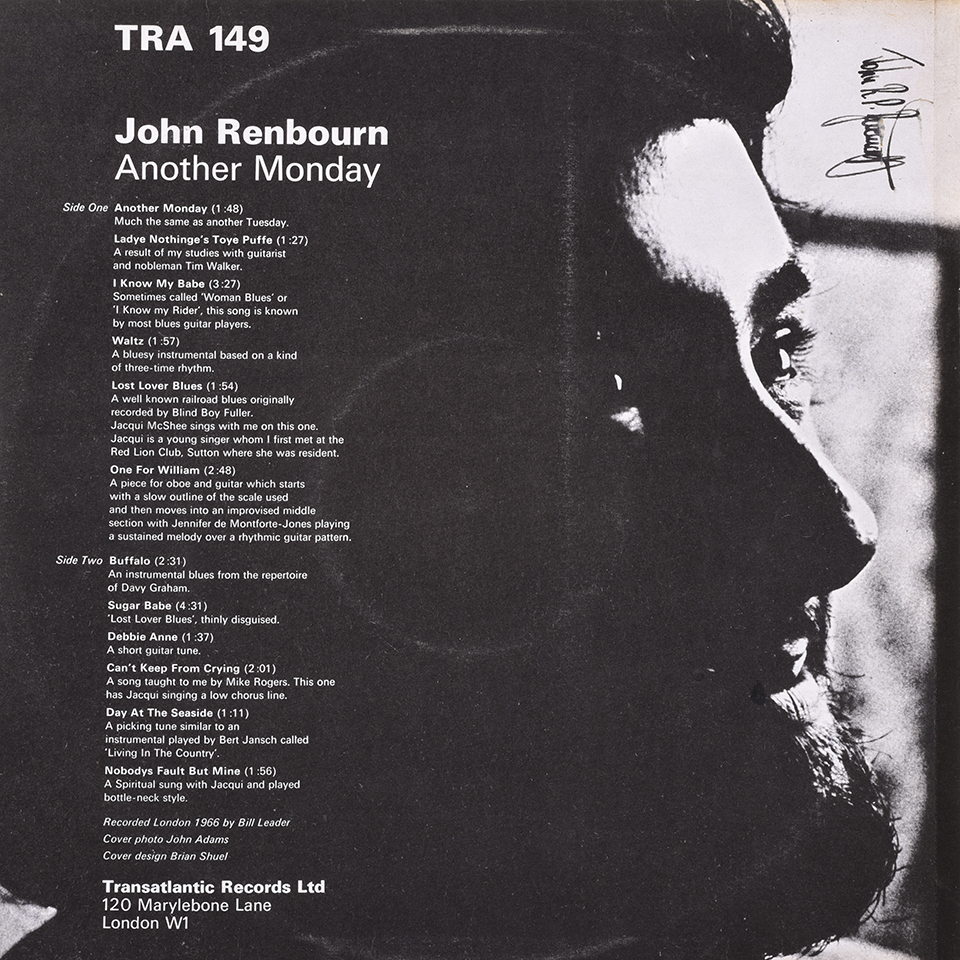 TRA 149
John Renbourn
Another Monday
Side One Another Monday (1:48)
Much the same as another Tuesday.
Ladye Nothinge's Toye Puffe (1:27)
A result of my studies with guitarist
and nobleman Tim Walker.
I Know My Babe (3:27)
Sometimes called 'Woman Blues' or
'I Know my Rider', this song is known
by most blues guitar players.
Waltz (1:57)
A bluesy instrumental based on a kind
of three-time rhythm.
Lost Lover Blues (1:54)
A well known railroad blues originally
recorded by Blind Boy Fuller.
Jacqui McShee sings with me on this one.
Jacqui is a young singer whom I first met at the
Red Lion Club, Sutton where she was resident.
One For William (2:48)
A piece for oboe and guitar which starts
with a slow outline of the scale used
and then moves into an improvised middle
section with Jennifer de Montforte-Jones playing
a sustained melody over a rhythmic guitar pattern.
Side Two Buffalo (2:31)
An instrumental blues from the repertoire
of Davy Graham.
Sugar Babe (4:31)
'Lost Lover Blues', thinly disguised.
Debbie Anne (1:37)
A short guitar tune.
Can't Keep From Crying (2:01)
A song taught to me by Mike Rogers. This one
has Jacqui singing a low chorus line.
Day At The Seaside (1:11)
A picking tune similar to an
instrumental played by Bert Jansch called
'Living In The Country'.
Nobodys Fault But Mine (1:56)
A Spiritual sung with Jacqui and played
bottle-neck style.
Recorded London 1966 by Bill Leader
Cover photo John Adams
Cover design Brian Shuel
Transatlantic Records Ltd
120 Marylebone Lane
London W1